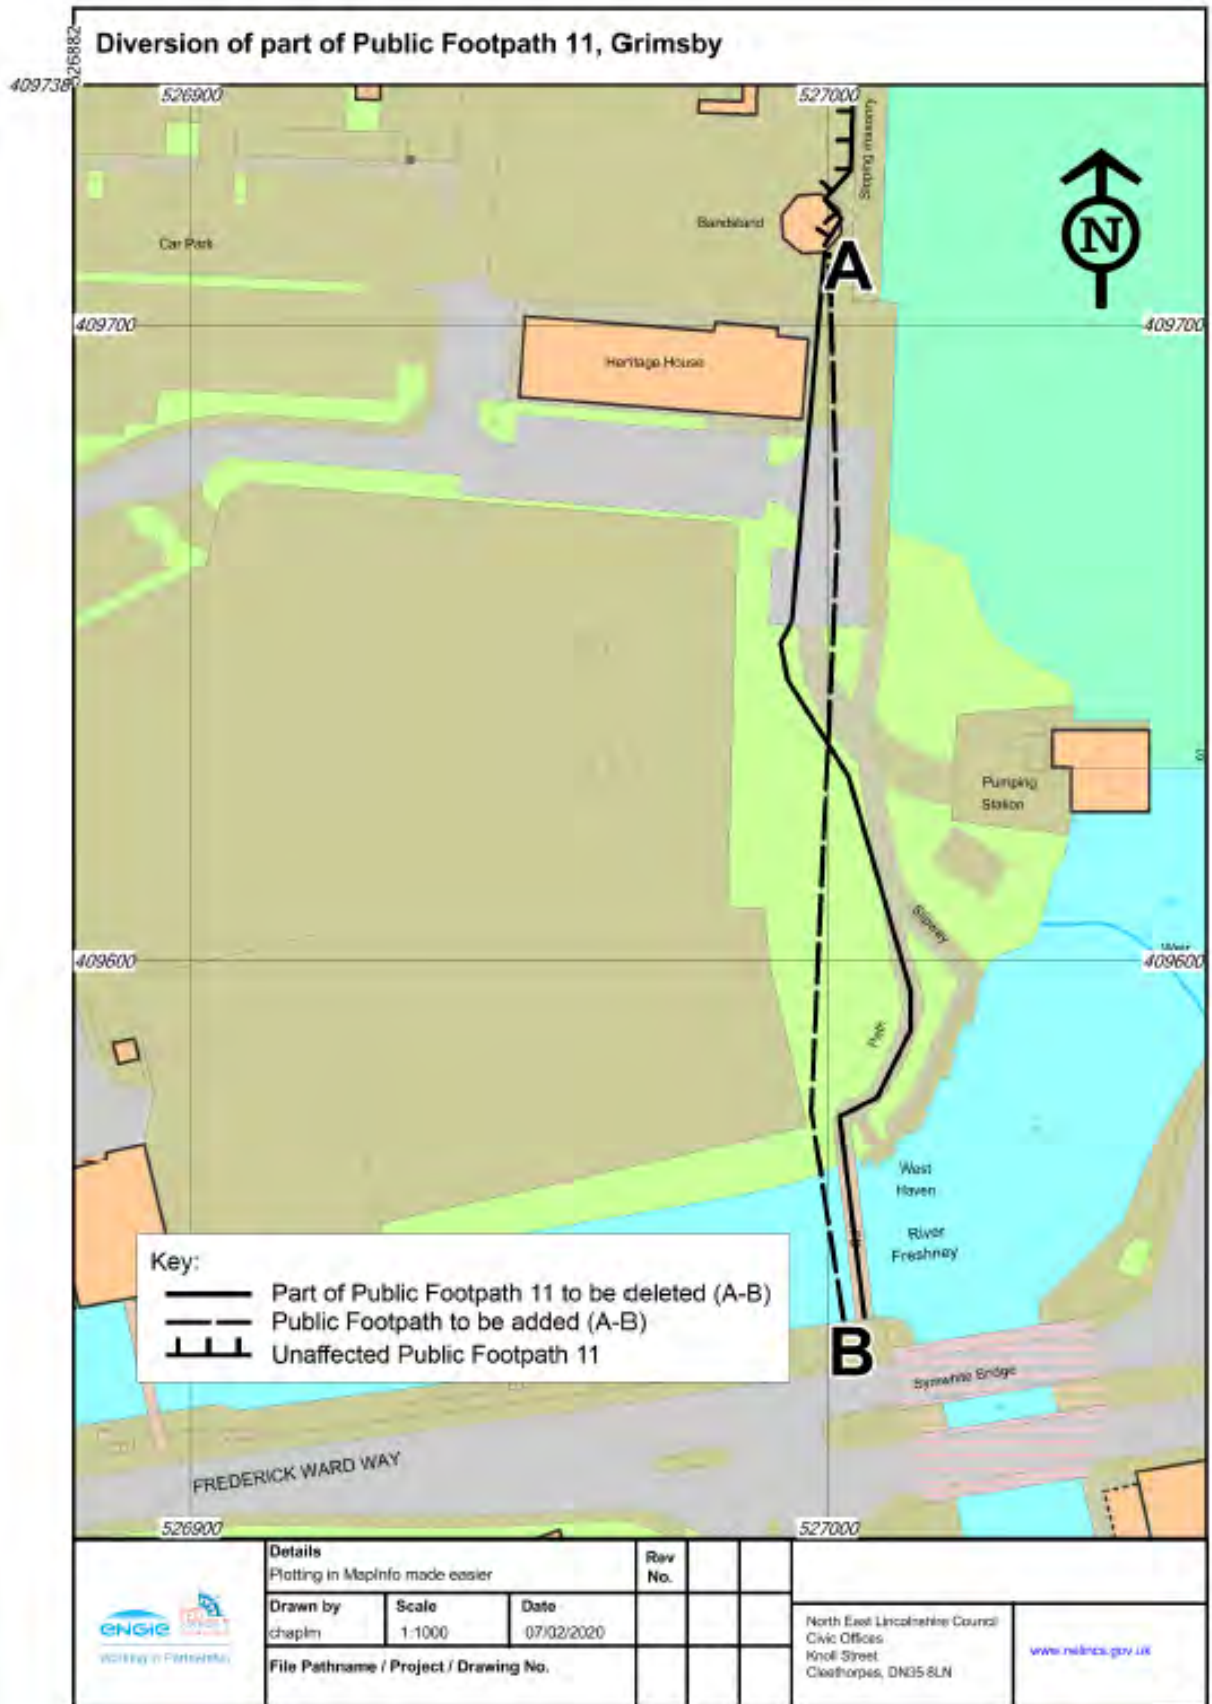 Diversion of part of Public Footpath 11, Grimsby
526882
409738
526900
527000
Sloping masonry
Bandstand
N
Car Park
A
409700
409700
Heritage House
Pumping
Station
Slipway
Weir
409600
409600
Path
West
Haven
River
Freshney
Key:
Part of Public Footpath 11 to be deleted (A-B)
Public Footpath to be added (A-B)
Unaffected Public Footpath 11
B
Bridge
FREDERICK WARD WAY
526900
527000
Details
Plotting in MapInfo made easier
Rev
No.
Drawn by
Scale
Date
chaplm
1:1000
07/02/2020
File Pathname / Project / Drawing No.
ENGIE
Working in Partnership
North East Lincolnshire Council
Civic Offices
Knoll Street
Cleethorpes, DN35 8LN
www.nelincs.gov.uk